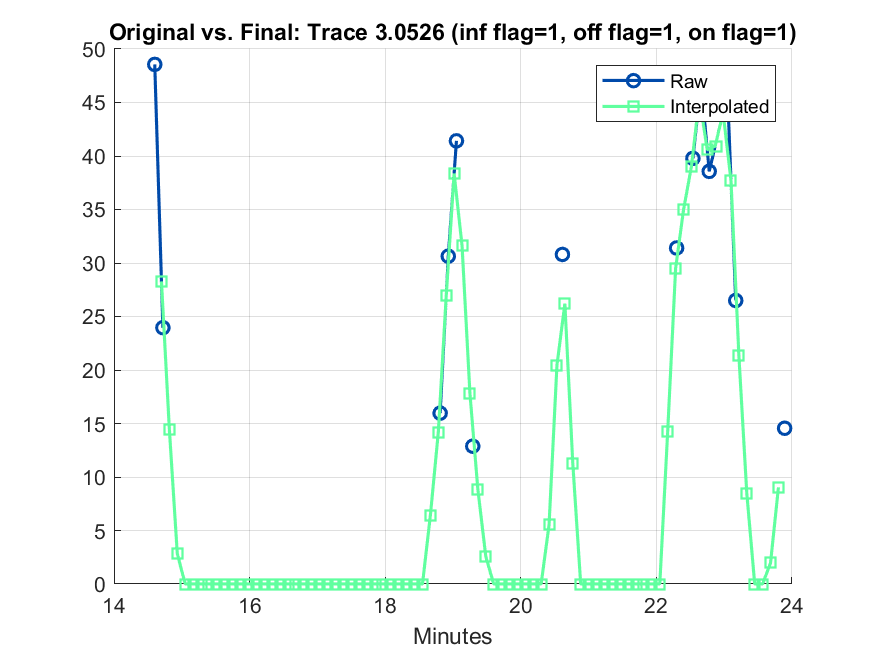 Original vs. Final: Trace 3.0526 (inf flag=1, off flag=1, on flag=1)
50
45
40
35
30
25
20
15
10
5
0
Raw
Interpolated
14 16 18 20 22 24
Minutes